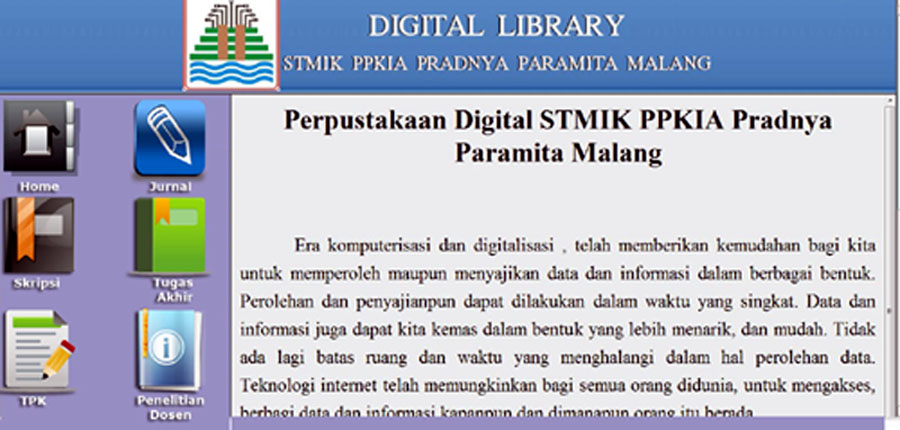 DIGITAL LIBRARY
STMIK PPKIA PRADNYA PARAMITA MALANG
Home
Jurnal
Skripsi
Tugas
Akhir
TPK
Penelitian
Dosen
Perpustakaan Digital STMIK PPKIA Pradnya
Paramita Malang
Era komputerisasi dan digitalisasi , telah memberikan kemudahan bagi kita
untuk memperoleh maupun menyajikan data dan informasi dalam berbagai bentuk.
Perolehan dan penyajianpun dapat dilakukan dalam waktu yang singkat. Data dan
informasi juga dapat kita kemas dalam bentuk yang lebih menarik, dan mudah. Tidak
ada lagi batas ruang dan waktu yang menghalangi dalam hal perolehan data.
Teknologi internet telah memungkinkan bagi semua orang didunia, untuk mengakses,
berbagi data dan informasi kapanpun dan dimanapun orang itu berada.